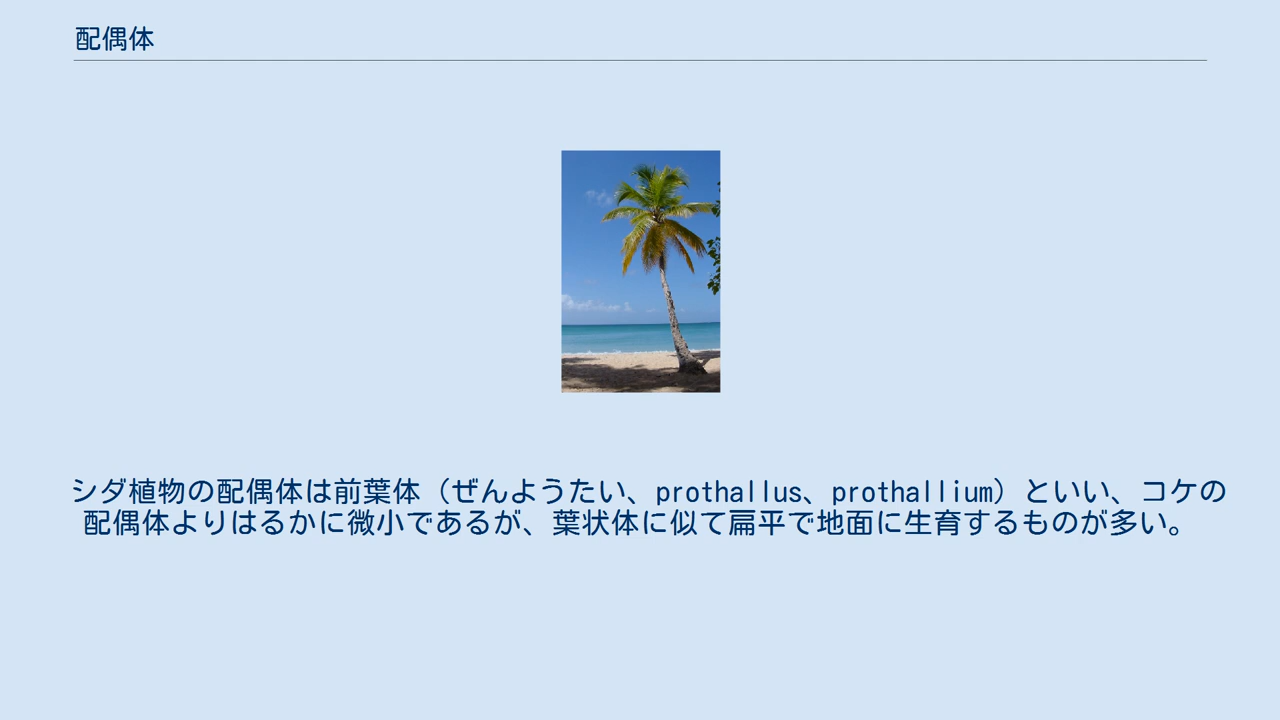 配偶体
シダ植物の配偶体は前葉体（ぜんようたい、prothallus、prothallium）といい、コケの
配偶体よりはるかに微小であるが、葉状体に似て扁平で地面に生育するものが多い。